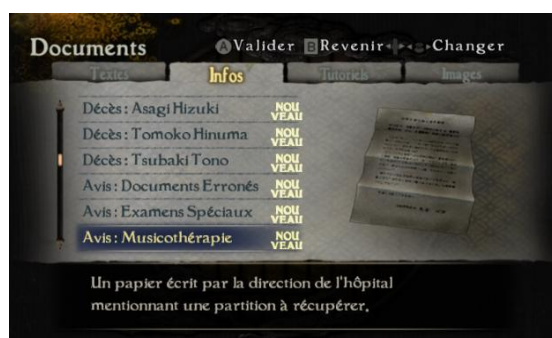 Documents
A Valider B Revenir Changer
Textes Infos Tutoriels Images
Décès : Asagi Hizuki NOUVEAU
Décès : Tomoko Hinuma NOUVEAU
Décès : Tsubaki Tono NOUVEAU
Avis : Documents Erronés NOUVEAU
Avis : Examens Spéciaux NOUVEAU
Avis : Musicothérapie NOUVEAU
Un papier écrit par la direction de l'hôpital
mentionnant une partition à récupérer.